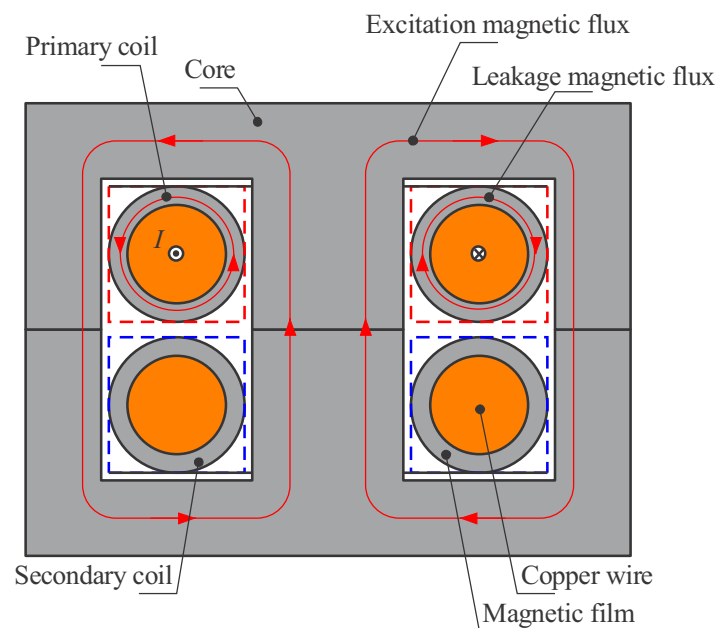 Excitation magnetic flux
Primary coil
Core
Leakage magnetic flux
I
Secondary coil
Copper wire
Magnetic film